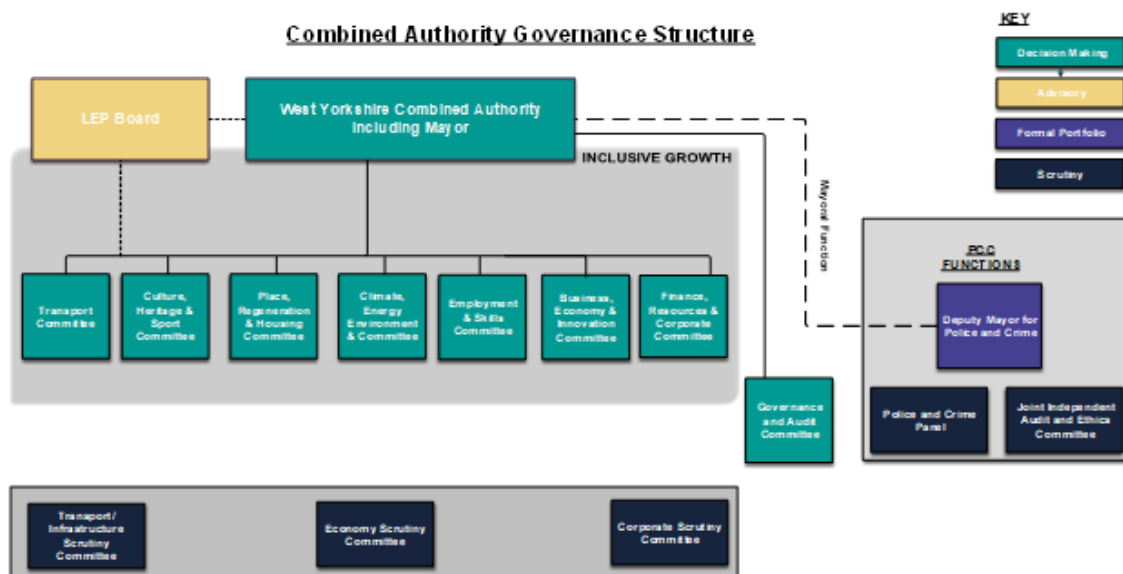 Combined Authority Governance Structure
KEY
Decision Making
Advisory
Formal Portfolio
Scrutiny
LEP Board
West Yorkshire Combined Authority
Including Mayor
INCLUSIVE GROWTH
Mayoral Function
Transport
Committee
Culture,
Heritage &
Sport
Committee
Place,
Regeneration
& Housing
Committee
Climate,
Energy
Environment
& Committee
Employment
& Skills
Committee
Business,
Economy &
Innovation
Committee
Finance,
Resources &
Corporate
Committee
Governance
and Audit
Committee
PCC
FUNCTIONS
Deputy Mayor for
Police and Crime
Police and Crime
Panel
Joint Independent
Audit and Ethics
Committee
Transport /
Infrastructure
Scrutiny
Committee
Economy Scrutiny
Committee
Corporate Scrutiny
Committee